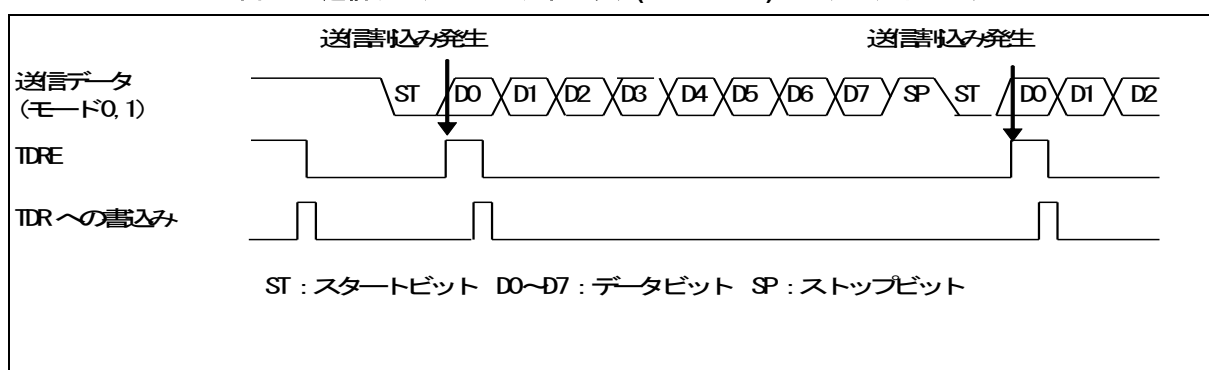 送信割込み発生 送信割込み発生
送信データ
(モード0, 1)
ST D0 D1 D2 D3 D4 D5 D6 D7 SP ST D0 D1 D2
TDRE
TDRへの書込み
ST : スタートビット D0~D7 : データビット SP : ストップビット